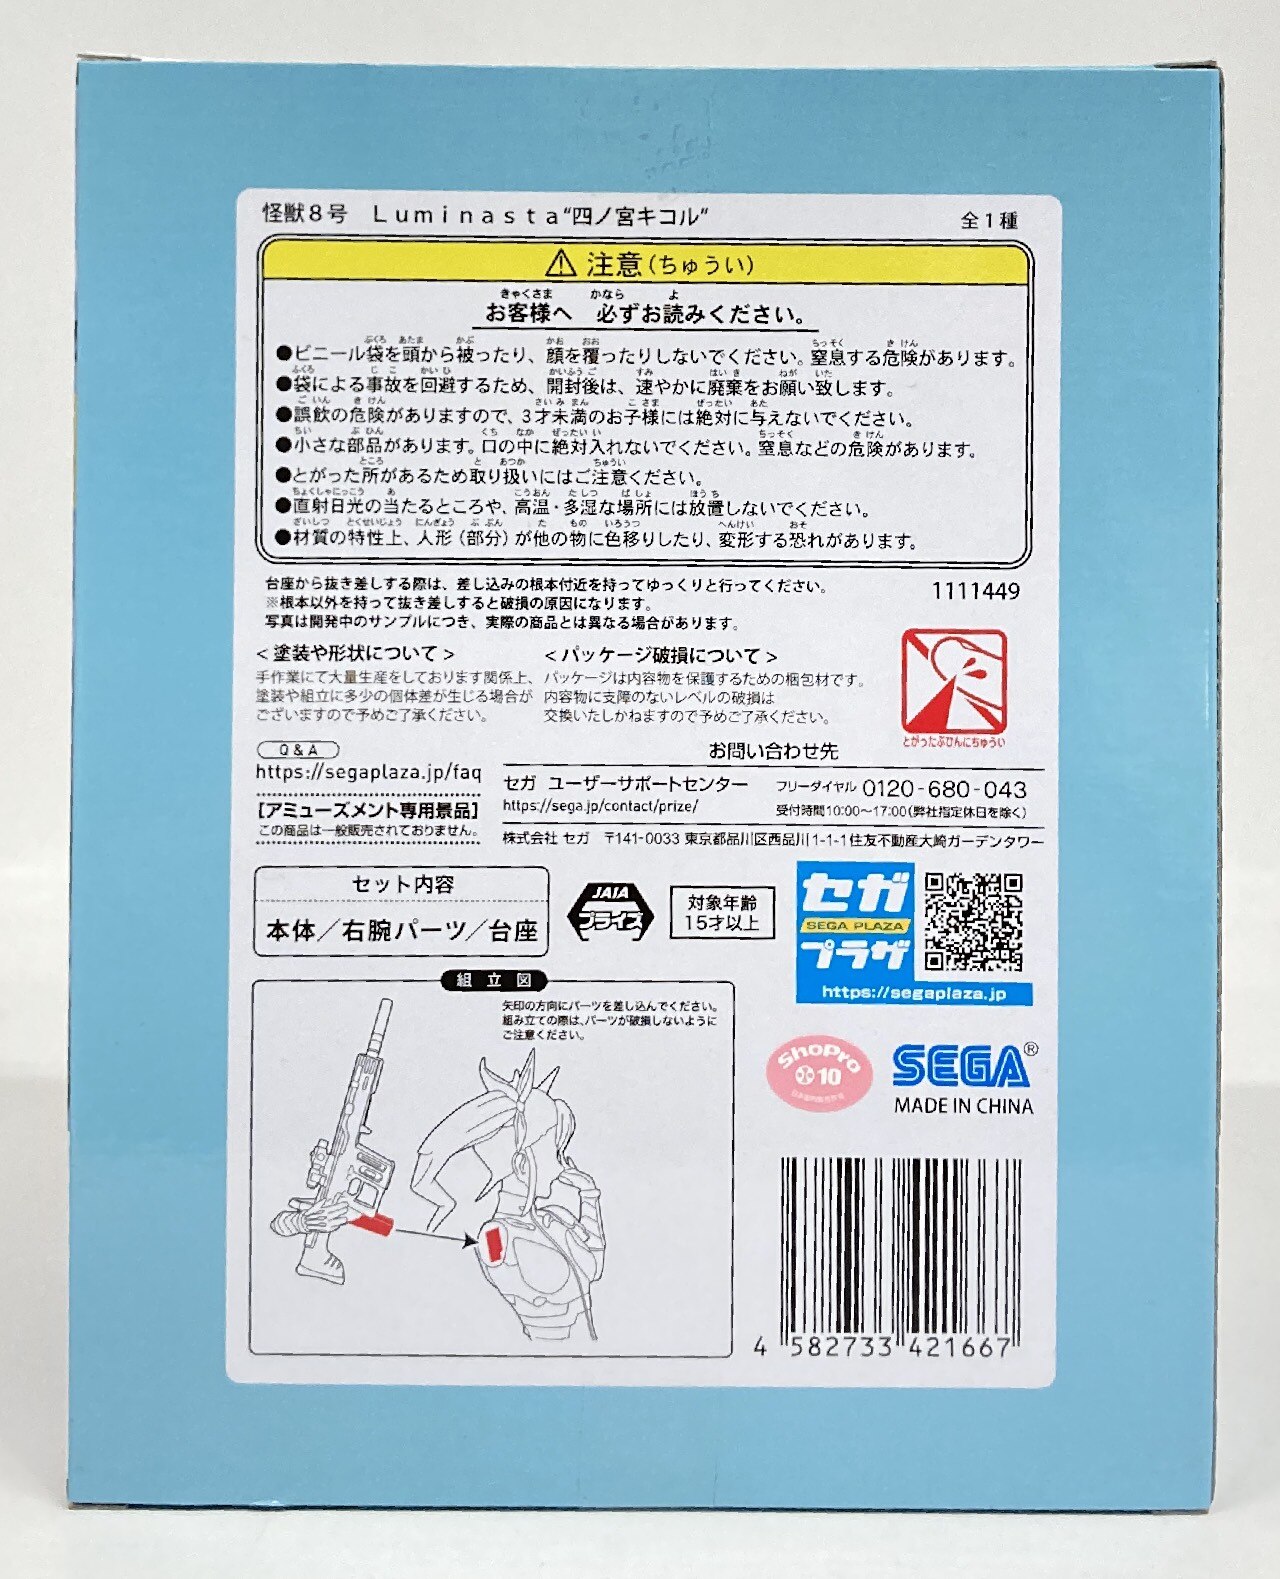 怪獣8号 Luminasta“四ノ宮キコル”
全1種
注意(ちゅうい)
お客様へ 必ずお読みください。
●ビニール袋を頭から被ったり、顔を覆ったりしないでください。窒息する危険があります。
●袋による事故を回避するため、開封後は、速やかに廃棄をお願い致します。
●誤飲の危険がありますので、3才未満のお子様には絶対に与えないでください。
●小さな部品があります。口の中に絶対入れないでください。窒息などの危険があります。
●とがった所があるため取り扱いにはご注意ください。
●直射日光の当たるところや、高温・多湿な場所には放置しないでください。
●材質の特性上、人形(部分)が他の物に色移りしたり、変形する恐れがあります。
台座から抜き差しする際は、差し込みの根本付近を持ってゆっくりと行ってください。
※根本以外を持って抜き差しすると破損の原因になります。
写真は開発中のサンプルにつき、実際の商品とは異なる場合があります。
1111449
<塗装や形状について>
手作業にて大量生産をしております関係上、
塗装や組立に多少の個体差が生じる場合が
ございますので予めご了承ください。
<パッケージ破損について>
パッケージは内容物を保護するための梱包材です。
内容物に支障のないレベルの破損は
交換いたしかねますので予めご了承ください。
とがったぶひんにちゅうい
Q&A
https://segaplaza.jp/faq
[アミューズメント専用景品]
この商品は一般販売されておりません。
お問い合わせ先
セガ ユーザーサポートセンター
フリーダイヤル 0120-680-043
https://sega.jp/contact/prize/
受付時間10:00〜17:00(弊社指定休日を除く)
株式会社 セガ 〒141-0033 東京都品川区西品川1-1-1住友不動産大崎ガーデンタワー
セット内容
本体/右腕パーツ/台座
JAIA
プライズ
対象年齢
15才以上
セガ
SEGA PLAZA
プラザ
https://segaplaza.jp
組立図
矢印の方向にパーツを差し込んでください。
組み立ての際は、パーツが破損しないように
ご注意ください。
ShoPro
10
SEGA®
MADE IN CHINA
4 582733 421667